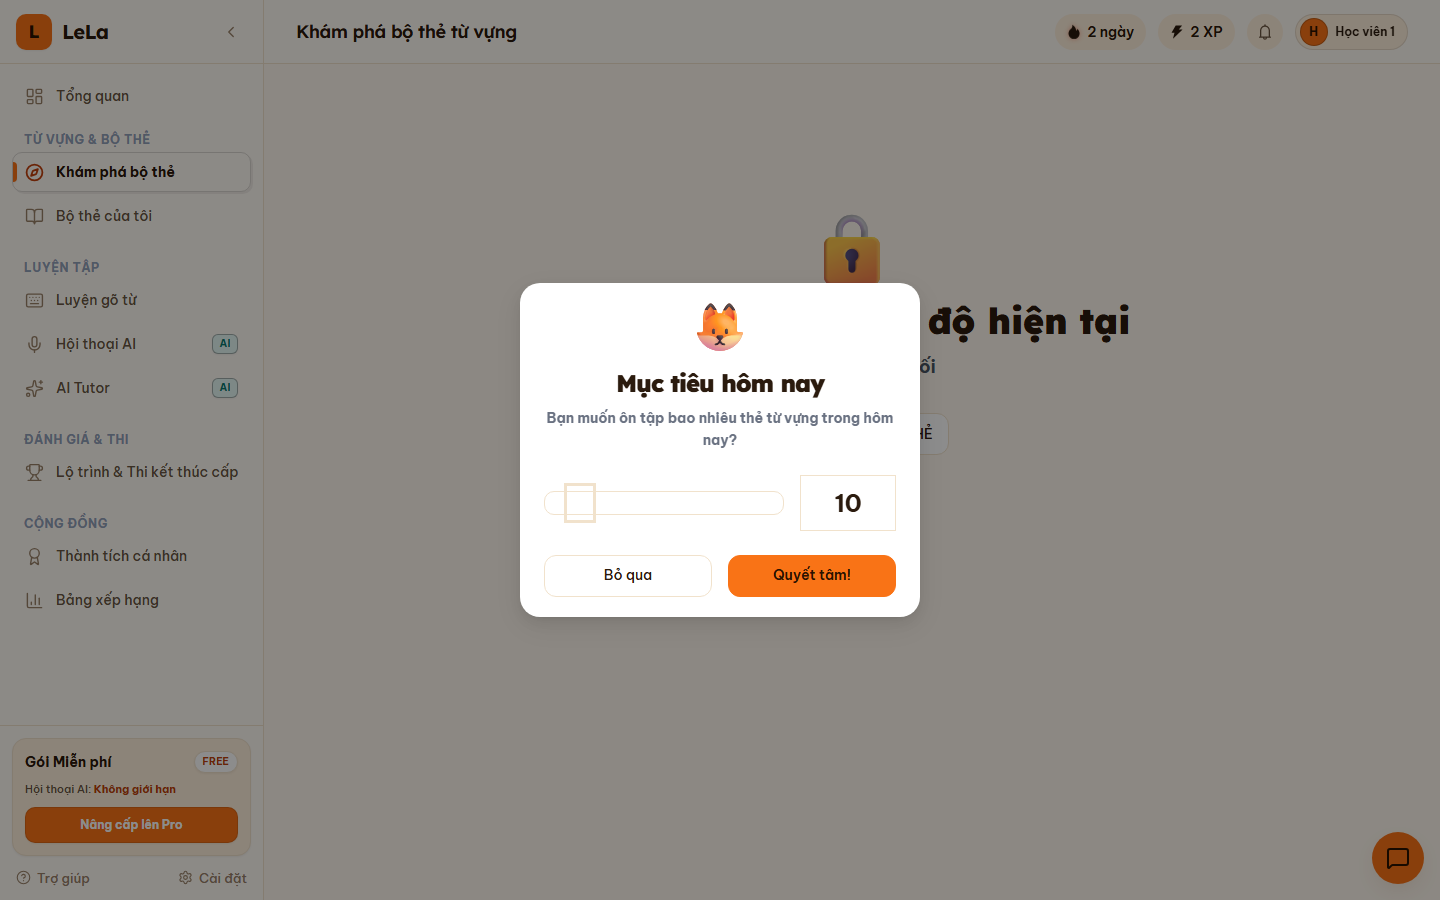 L LeLa
Khám phá bộ thẻ từ vựng
2 ngày
2 XP
H Học viên 1
Tổng quan
TỪ VỰNG & BỘ THẺ
Khám phá bộ thẻ
Bộ thẻ của tôi
LUYỆN TẬP
Luyện gõ từ
Hội thoại AI AI
AI Tutor AI
ĐÁNH GIÁ & THI
Lộ trình & Thi kết thúc cấp
CỘNG ĐỒNG
Thành tích cá nhân
Bảng xếp hạng
Gói Miễn phí FREE
Hội thoại AI: Không giới hạn
Nâng cấp lên Pro
Trợ giúp
Cài đặt
độ hiện tại
Mục tiêu hôm nay
Bạn muốn ôn tập bao nhiêu thẻ từ vựng trong hôm
nay?
10
Bỏ qua
Quyết tâm!